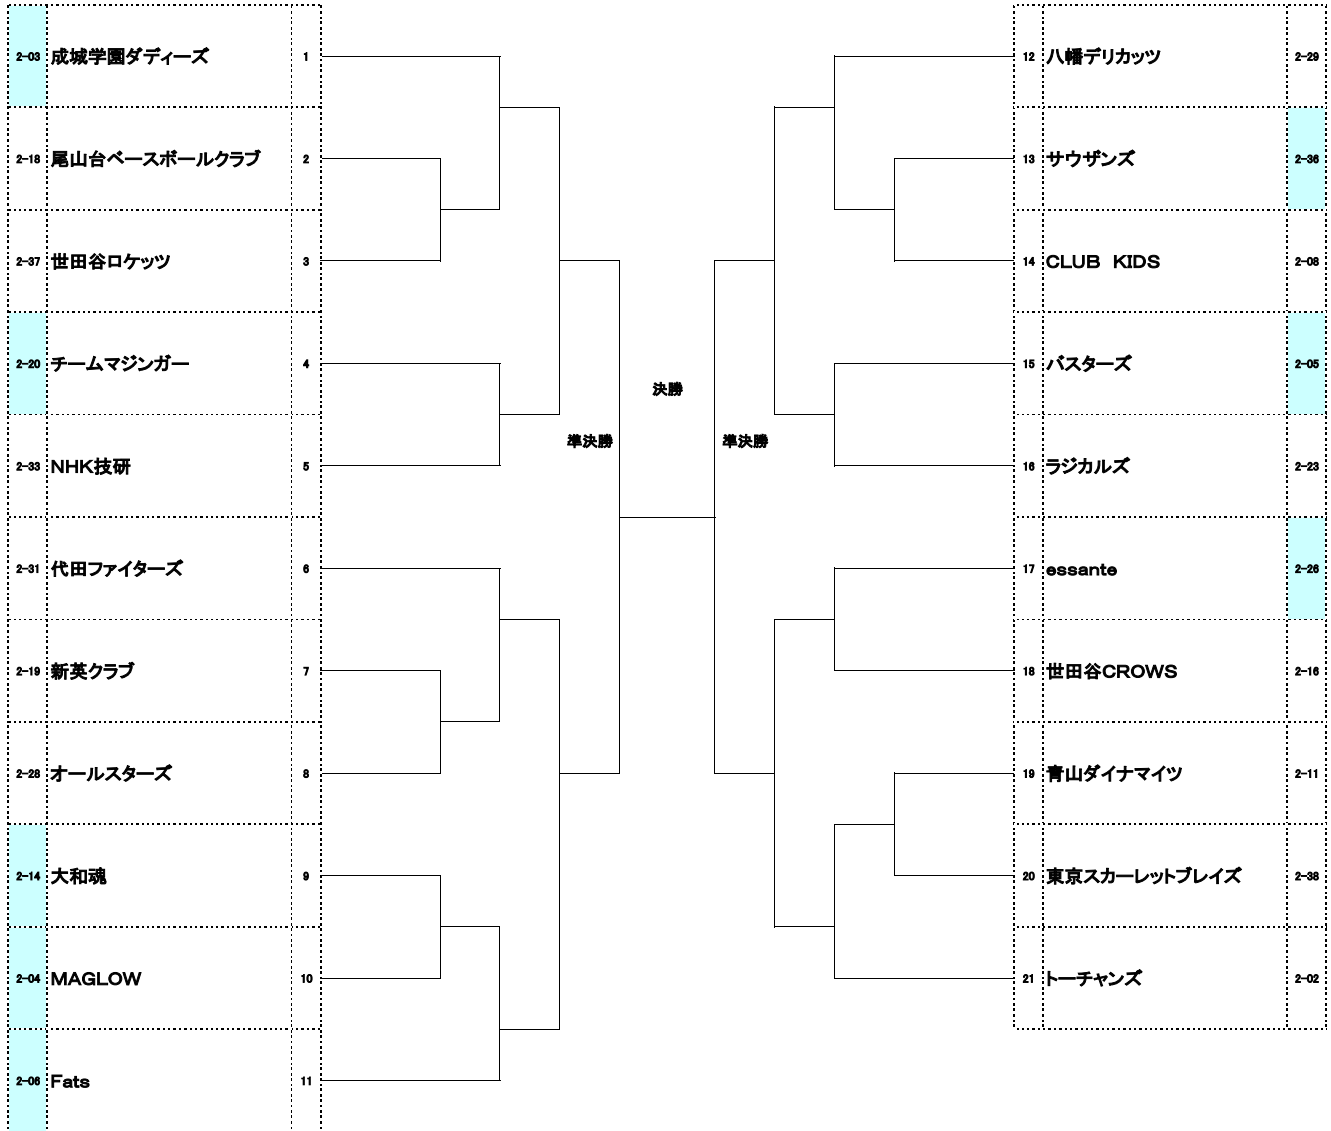 2-03 成城学園ダディーズ 1
2-18 尾山台ベースボールクラブ 2
2-37 世田谷ロケッツ 3
2-20 チームマジンガー 4
2-33 NHK技研 5
2-31 代田ファイターズ 6
2-19 新英クラブ 7
2-28 オールスターズ 8
2-14 大和魂 9
2-04 MAGLOW 10
2-06 Fats 11
準決勝
決勝
準決勝
12 八幡デリカッツ 2-29
13 サウザンズ 2-36
14 CLUB　KIDS 2-08
15 バスターズ 2-05
16 ラジカルズ 2-23
17 essante 2-26
18 世田谷CROWS 2-16
19 青山ダイナマイツ 2-11
20 東京スカーレットブレイズ 2-38
21 トーチャンズ 2-02